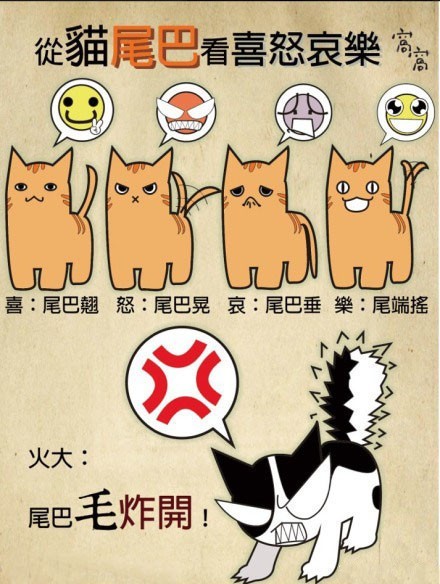 從貓尾巴看喜怒哀樂
窩窩
喜：尾巴翹 怒：尾巴晃 哀：尾巴垂 樂：尾端搖
火大：
尾巴毛炸開！